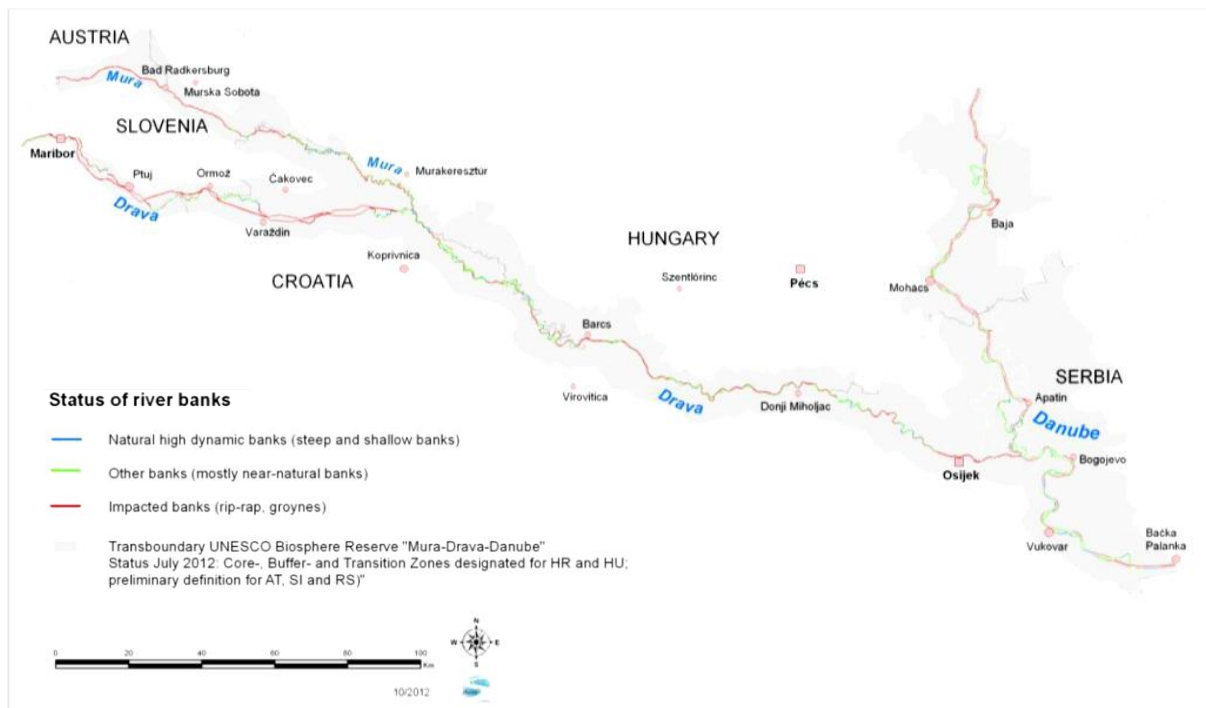 AUSTRIA
Bad Radkersburg
Mura
Murska Sobota
SLOVENIA
Maribor
Mura
Murakeresztúr
Ptuj
Ormož
Čakovec
Drava
Varaždin
Baja
HUNGARY
Koprivnica
CROATIA
Szentlőrinc
Pécs
Mohacs
Barcs
SERBIA
Virovitica
Drava
Donji Miholjac
Apatin
Danube
Bogojevo
Osijek
Vukovar
Bačka
Palanka
Status of river banks
Natural high dynamic banks (steep and shallow banks)
Other banks (mostly near-natural banks)
Impacted banks (rip-rap, groynes)
Transboundary UNESCO Biosphere Reserve "Mura-Drava-Danube"
Status July 2012: Core-, Buffer- and Transition Zones designated for HR and HU;
preliminary definition for AT, SI and RS)"
N
W E
S
0 20 40 60 80 100
Km
10/2012